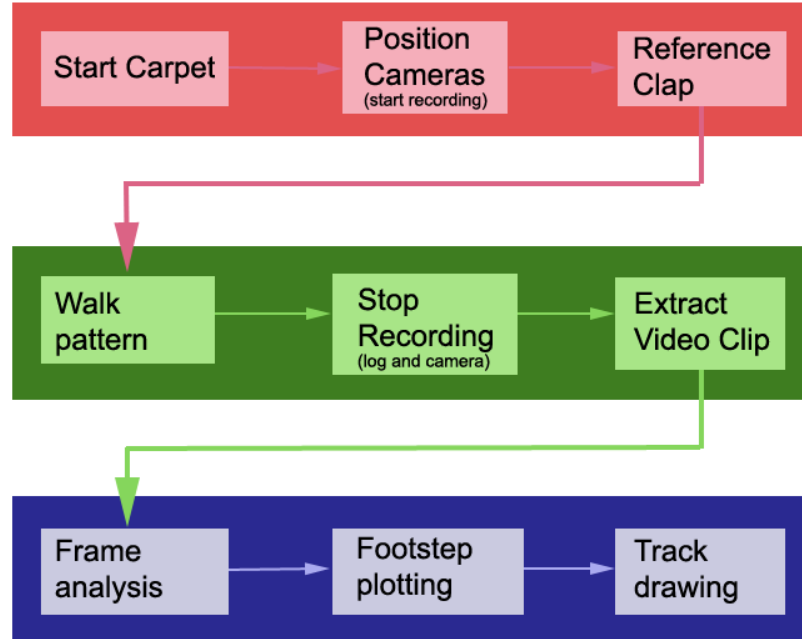 Start Carpet
Position
Cameras
(start recording)
Reference
Clap
Walk
pattern
Stop
Recording
(log and camera)
Extract
Video Clip
Frame
analysis
Footstep
plotting
Track
drawing